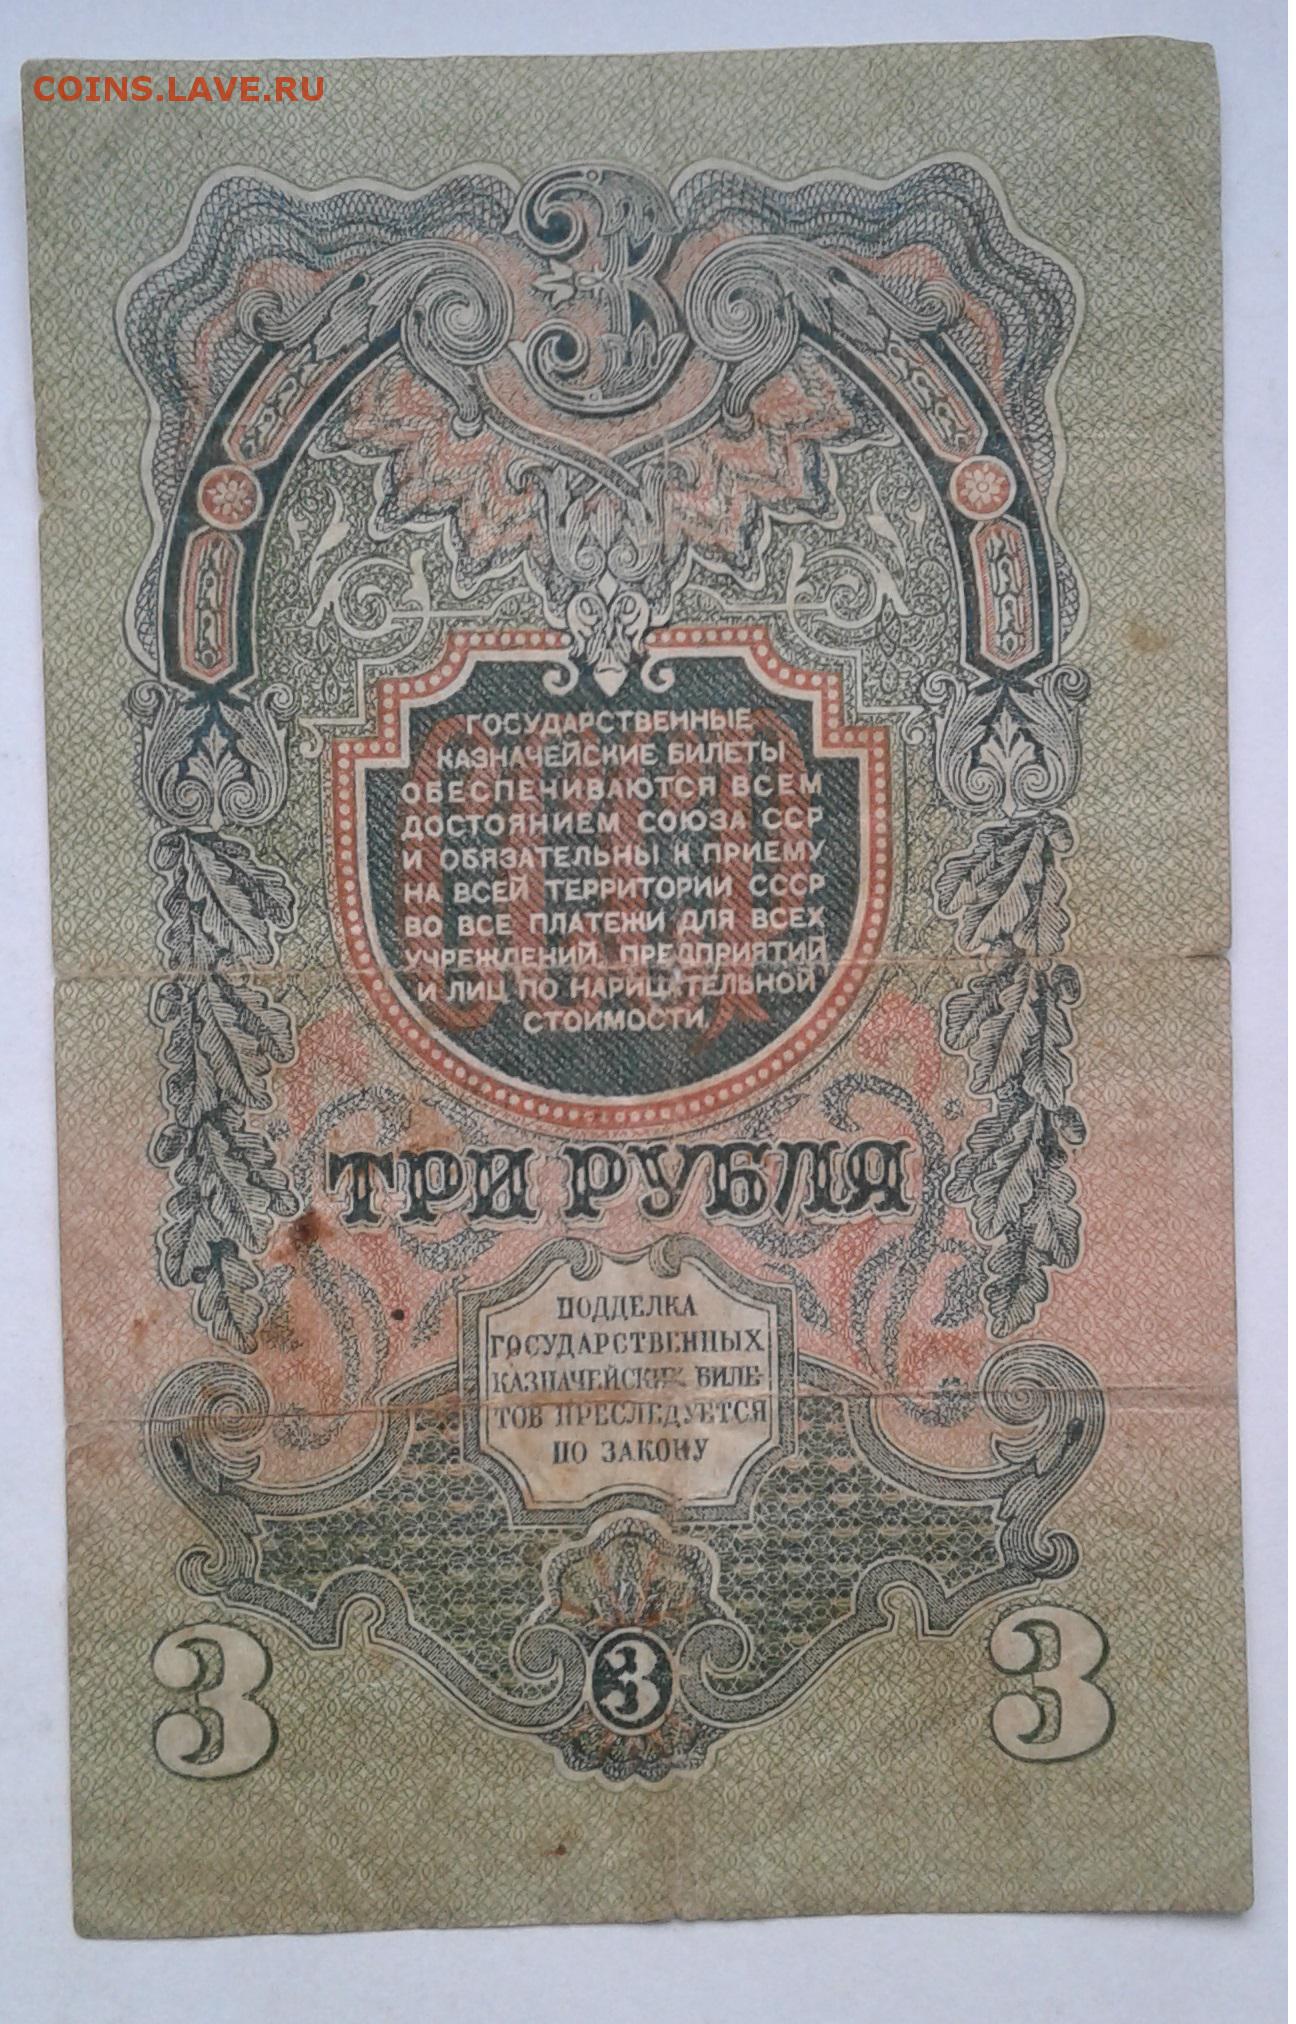 COINS.LAVE.RU
3
ГОСУДАРСТВЕННЫЕ
КАЗНАЧЕЙСКИЕ БИЛЕТЫ
ОБЕСПЕЧИВАЮТСЯ ВСЕМ
ДОСТОЯНИЕМ СОЮЗА ССР
И ОБЯЗАТЕЛЬНЫ К ПРИЕМУ
НА ВСЕЙ ТЕРРИТОРИИ СССР
ВО ВСЕ ПЛАТЕЖИ ДЛЯ ВСЕХ
УЧРЕЖДЕНИЙ, ПРЕДПРИЯТИЙ
И ЛИЦ ПО НАРИЦАТЕЛЬНОЙ
СТОИМОСТИ.
ТРИ РУБЛЯ
ПОДДЕЛКА
ГОСУДАРСТВЕННЫХ
КАЗНАЧЕЙСКИХ БИЛЕ-
ТОВ ПРЕСЛЕДУЕТСЯ
ПО ЗАКОНУ
3 3 3